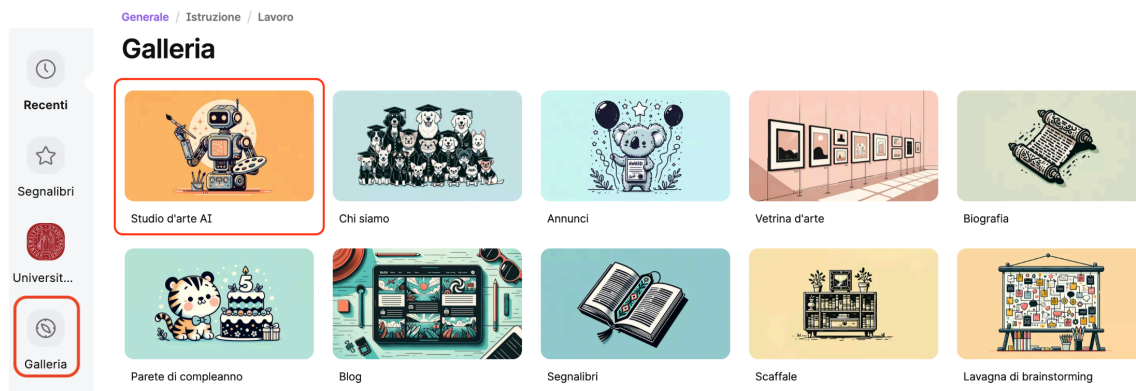 Generale / Istruzione / Lavoro
Galleria
Recenti
Segnalibri
Universit...
Galleria
Studio d'arte AI
Chi siamo
Annunci
Vetrina d'arte
Biografia
Parete di compleanno
Blog
Segnalibri
Scaffale
Lavagna di brainstorming